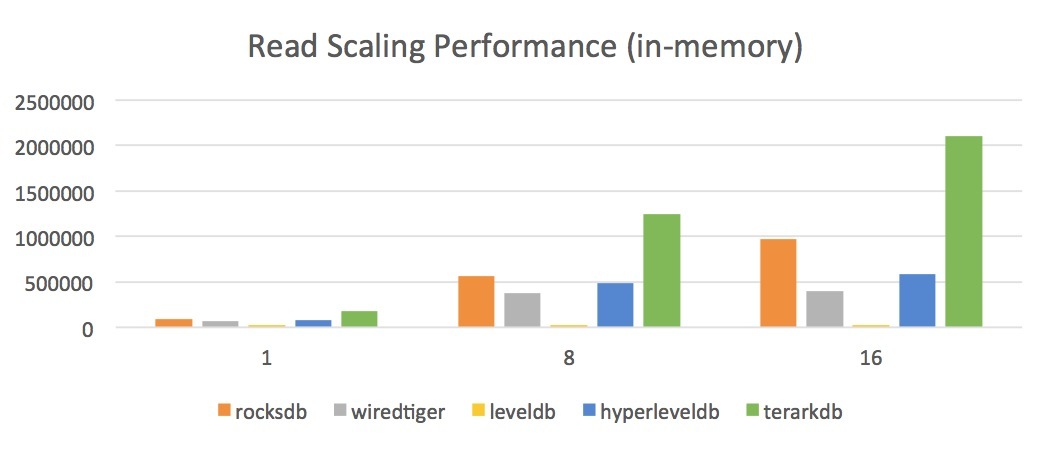 Read Scaling Performance (in-memory)
2500000
2000000
1500000
1000000
500000
0
1 8 16
rocksdb wiredtiger leveldb hyperleveldb terarkdb